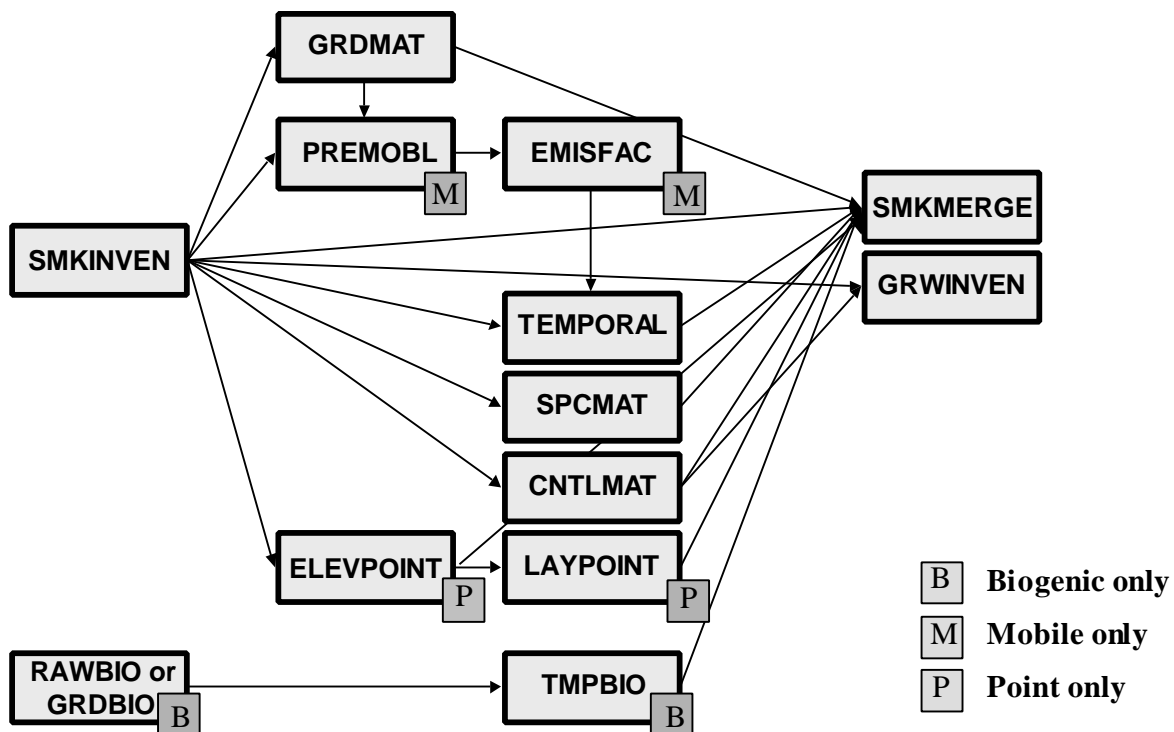 GRDMAT
PREMOBL
M
EMISFAC
M
SMKINVEN
SMKMERGE
GRWINVEN
TEMPORAL
SPCMAT
CNTLMAT
ELEVPOINT
P
LAYPOINT
P
RAWBIO or
GRDBIO
B
TMPBIO
B
B Biogenic only
M Mobile only
P Point only